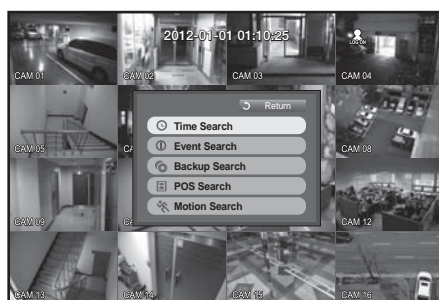 2012-01-01 01:10:25
LOG ON
CAM 01
CAM 02
CAM 03
CAM 04
Return
Time Search
Event Search
Backup Search
POS Search
Motion Search
CAM 05
CAM 08
CAM 09
CAM 12
CAM 13
CAM 14
CAM 15
CAM 16